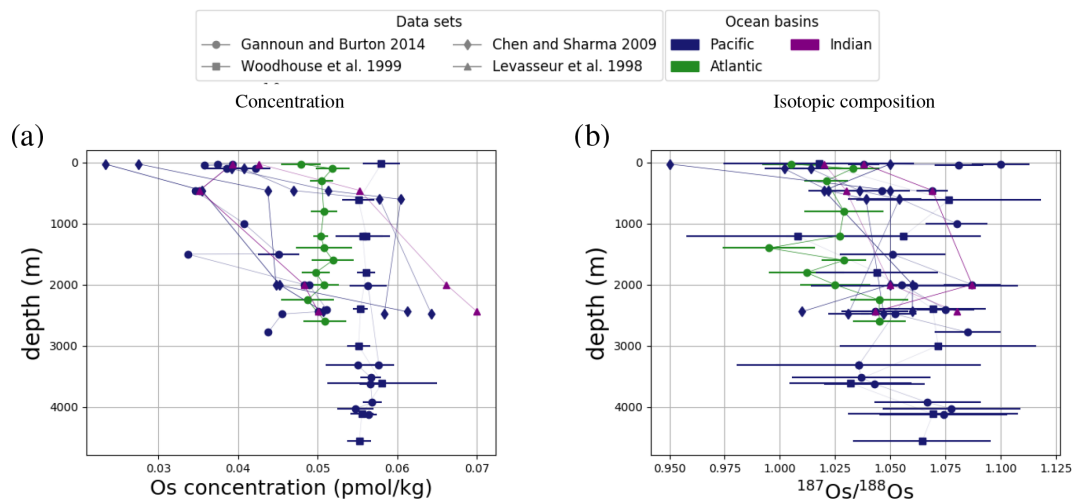 Data sets
Gannoun and Burton 2014
Chen and Sharma 2009
Woodhouse et al. 1999
Levasseur et al. 1998
Ocean basins
Pacific
Indian
Atlantic
Concentration
Isotopic composition
(a)
(b)
0
1000
2000
3000
4000
depth (m)
0.03 0.04 0.05 0.06 0.07
Os concentration (pmol/kg)
0
1000
2000
3000
4000
depth (m)
0.950 0.975 1.000 1.025 1.050 1.075 1.100 1.125
¹⁸⁷Os/¹⁸⁸Os